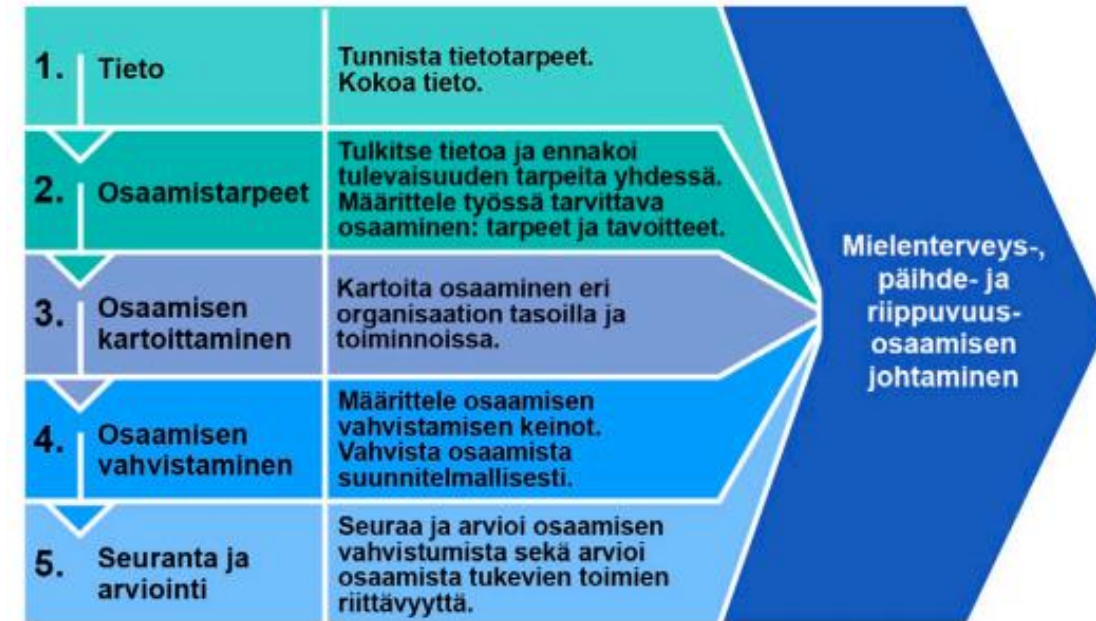 1.
Tieto
Tunnista tietotarpeet.
Kokoa tieto.
2.
Osaamistarpeet
Tulkitse tietoa ja ennakoi
tulevaisuuden tarpeita yhdessä.
Määrittele työssä tarvittava
osaaminen: tarpeet ja tavoitteet.
3.
Osaamisen
kartoittaminen
Kartoita osaaminen eri
organisaation tasoilla ja
toiminnoissa.
4.
Osaamisen
vahvistaminen
Määrittele osaamisen
vahvistamisen keinot.
Vahvista osaamista
suunnitelmallisesti.
5.
Seuranta ja
arviointi
Seuraa ja arvioi osaamisen
vahvistumista sekä arvioi
osaamista tukevien toimien
riittävyyttä.
Mielenterveys-,
päihde- ja
riippuvuus-
osaamisen
johtaminen